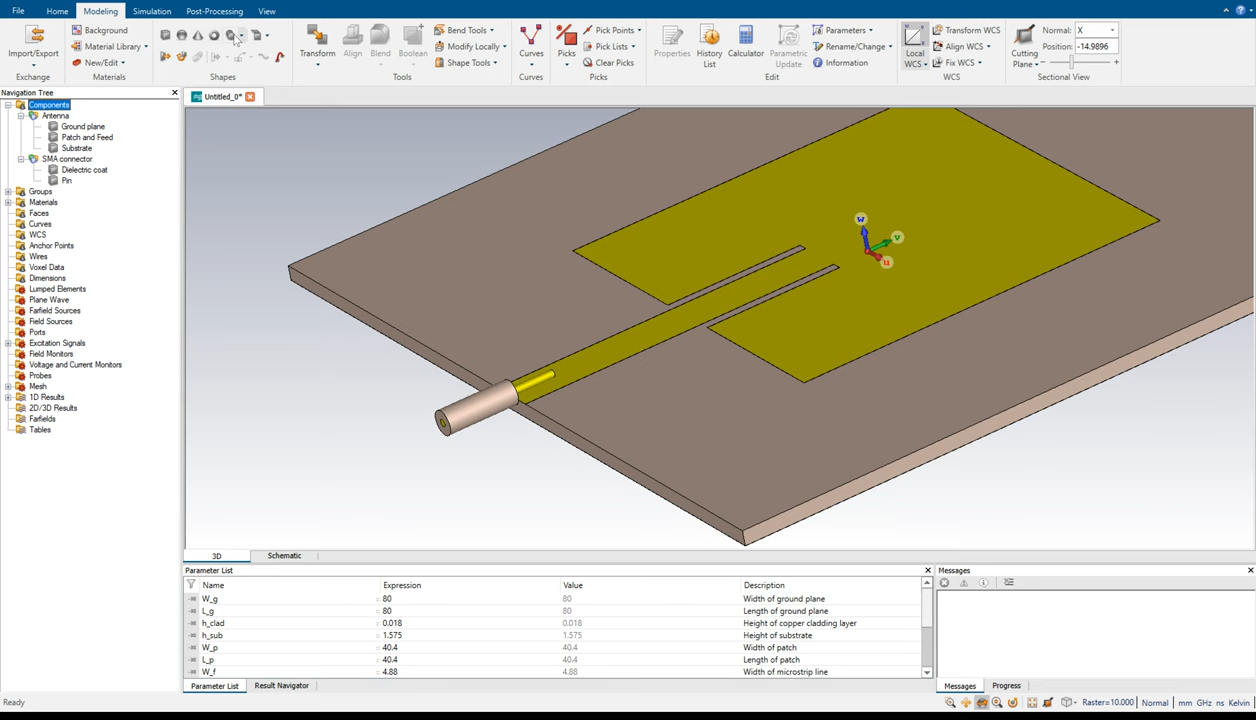 File Home Modeling Simulation Post-Processing View
Import/Export
Exchange
Background
Material Library
New/Edit
Materials
Shapes
Transform Align Blend Boolean
Bend Tools
Modify Locally
Shape Tools
Tools
Curves
Curves
Picks
Pick Points
Pick Lists
Clear Picks
Picks
Properties History List Calculator Parametric Update
Parameters
Rename/Change
Information
Edit
Local WCS
Transform WCS
Align WCS
Fix WCS
WCS
Cutting Plane
Normal: X
Position: -14.9896
Sectional View
Navigation Tree
Untitled_0*
Components
Antenna
Ground plane
Patch and Feed
Substrate
SMA connector
Dielectric coat
Pin
Groups
Materials
Faces
Curves
WCS
Anchor Points
Wires
Voxel Data
Dimensions
Lumped Elements
Plane Wave
Farfield Sources
Field Sources
Ports
Excitation Signals
Field Monitors
Voltage and Current Monitors
Probes
Mesh
1D Results
2D/3D Results
Farfields
Tables
w
v
u
3D Schematic
Parameter List
Name Expression Value Description
W_g = 80 80 Width of ground plane
L_g = 80 80 Length of ground plane
h_clad = 0.018 0.018 Height of copper cladding layer
h_sub = 1.575 1.575 Height of substrate
W_p = 40.4 40.4 Width of patch
L_p = 40.4 40.4 Length of patch
W_f = 4.88 4.88 Width of microstrip line
Parameter List Result Navigator
Messages
Messages Progress
Ready
Raster=10.000 Normal mm GHz ns Kelvin